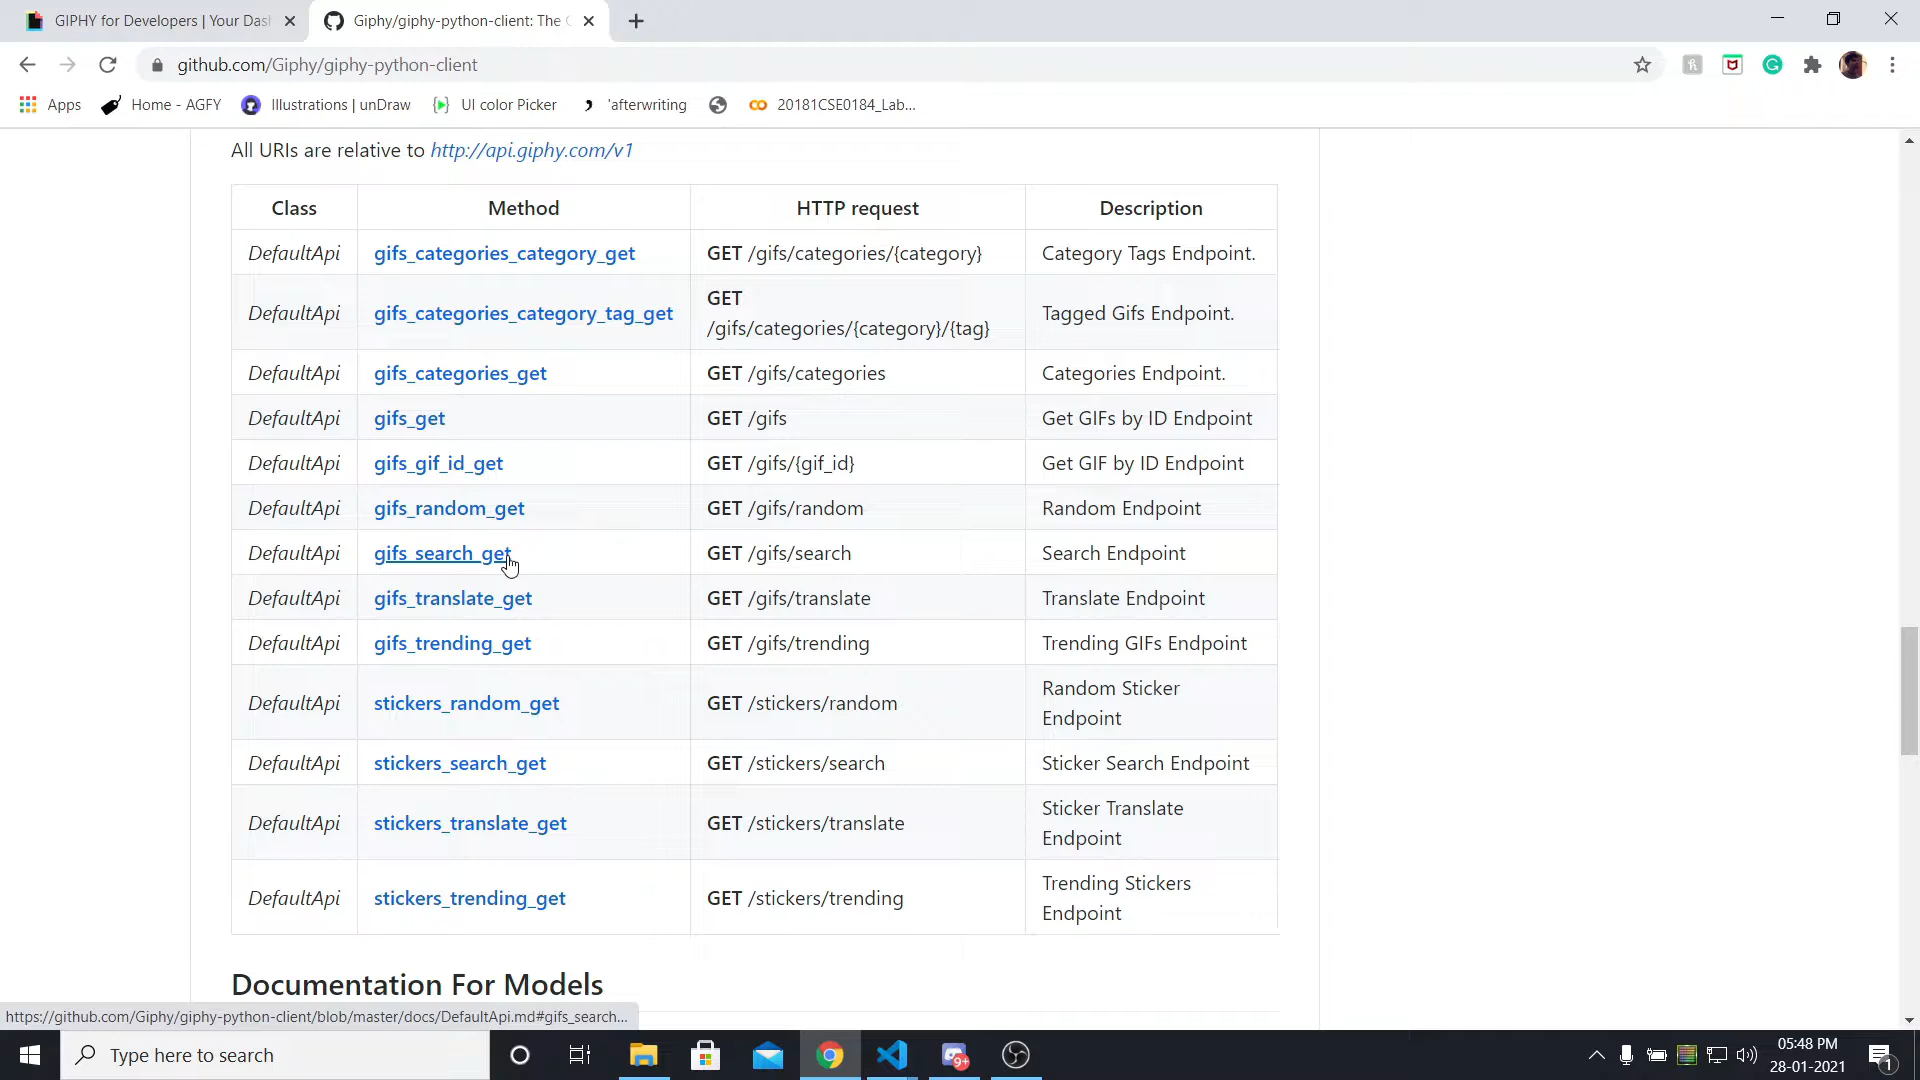 GIPHY for Developers | Your Das
Giphy/giphy-python-client: The
github.com/Giphy/giphy-python-client
Apps
Home - AGFY
Illustrations | unDraw
UI color Picker
'afterwriting
20181CSE0184_Lab...
All URIs are relative to http://api.giphy.com/v1
Class Method HTTP request Description
DefaultApi gifs_categories_category_get GET /gifs/categories/{category} Category Tags Endpoint.
DefaultApi gifs_categories_category_tag_get GET /gifs/categories/{category}/{tag} Tagged Gifs Endpoint.
DefaultApi gifs_categories_get GET /gifs/categories Categories Endpoint.
DefaultApi gifs_get GET /gifs Get GIFs by ID Endpoint
DefaultApi gifs_gif_id_get GET /gifs/{gif_id} Get GIF by ID Endpoint
DefaultApi gifs_random_get GET /gifs/random Random Endpoint
DefaultApi gifs_search_get GET /gifs/search Search Endpoint
DefaultApi gifs_translate_get GET /gifs/translate Translate Endpoint
DefaultApi gifs_trending_get GET /gifs/trending Trending GIFs Endpoint
DefaultApi stickers_random_get GET /stickers/random Random Sticker Endpoint
DefaultApi stickers_search_get GET /stickers/search Sticker Search Endpoint
DefaultApi stickers_translate_get GET /stickers/translate Sticker Translate Endpoint
DefaultApi stickers_trending_get GET /stickers/trending Trending Stickers Endpoint
Documentation For Models
https://github.com/Giphy/giphy-python-client/blob/master/docs/DefaultApi.md#gifs_search...
Type here to search
9+
05:48 PM
28-01-2021
1